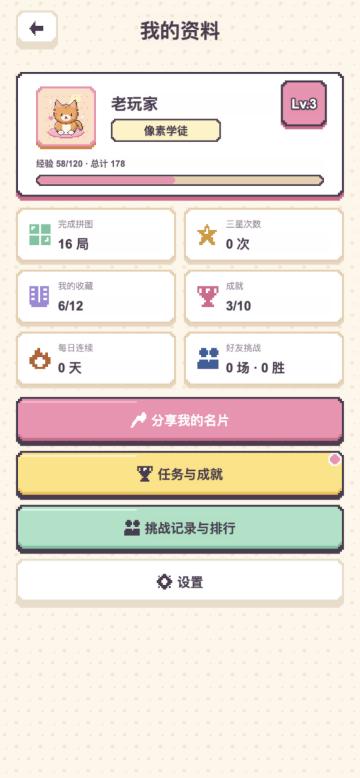 我的资料
老玩家
Lv.3
像素学徒
经验 58/120 · 总计 178
完成拼图
16 局
三星次数
0 次
我的收藏
6/12
成就
3/10
每日连续
0 天
好友挑战
0 场 · 0 胜
分享我的名片
任务与成就
挑战记录与排行
设置